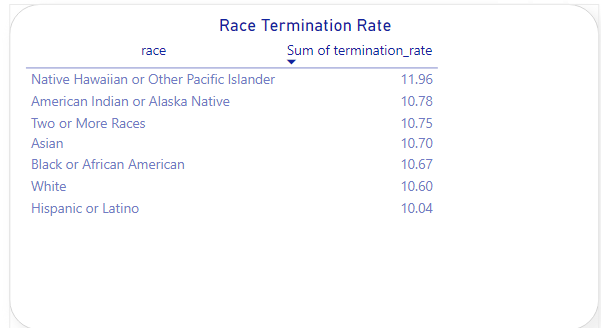 Race Termination Rate
race Sum of termination_rate
Native Hawaiian or Other Pacific Islander 11.96
American Indian or Alaska Native 10.78
Two or More Races 10.75
Asian 10.70
Black or African American 10.67
White 10.60
Hispanic or Latino 10.04